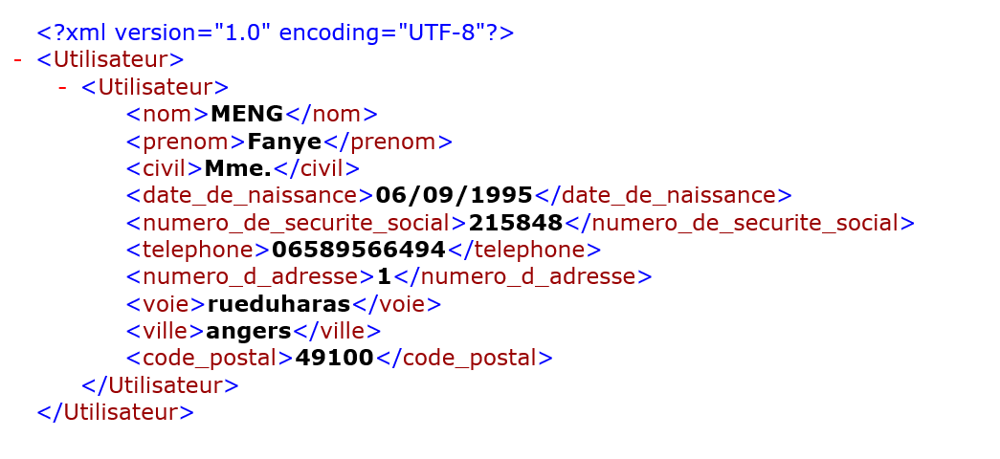 <?xml version="1.0" encoding="UTF-8"?>
- <Utilisateur>
- <Utilisateur>
<nom>MENG</nom>
<prenom>Fanye</prenom>
<civil>Mme.</civil>
<date_de_naissance>06/09/1995</date_de_naissance>
<numero_de_securite_social>215848</numero_de_securite_social>
<telephone>06589566494</telephone>
<numero_d_adresse>1</numero_d_adresse>
<voie>rueduharas</voie>
<ville>angers</ville>
<code_postal>49100</code_postal>
</Utilisateur>
</Utilisateur>